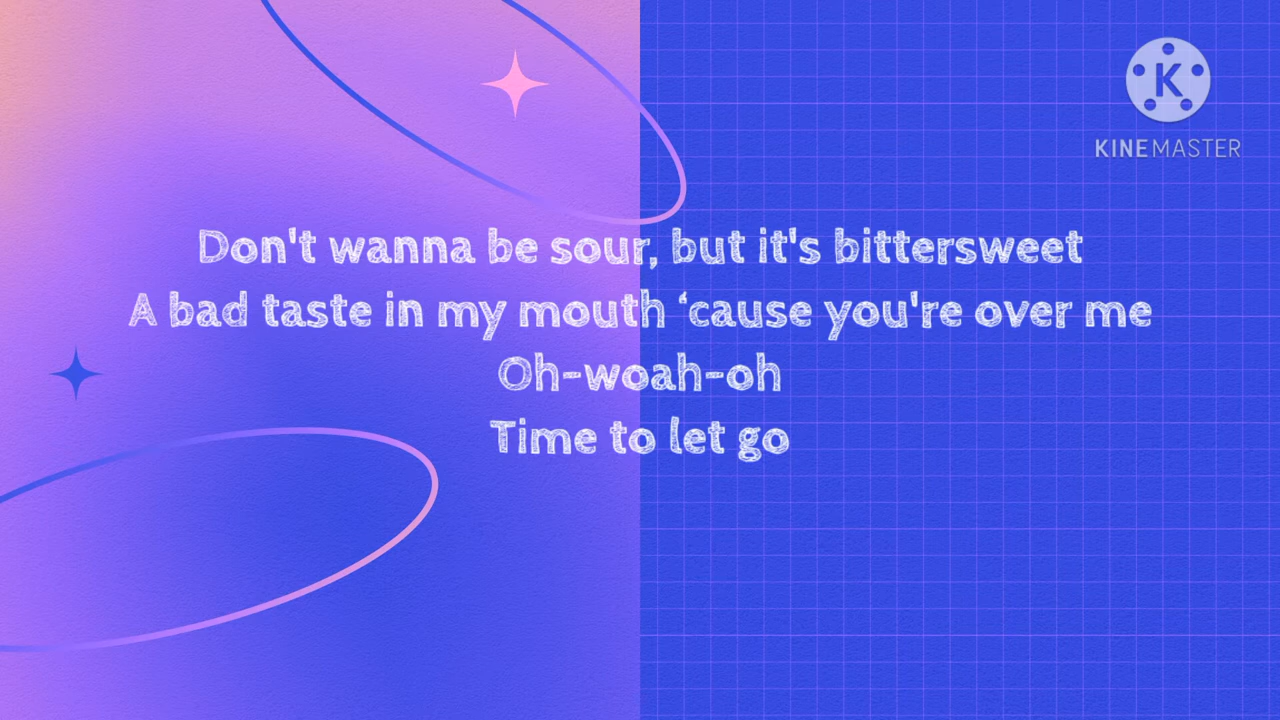 KINEMASTER
Don't wanna be sour, but it's bittersweet
A bad taste in my mouth ‘cause you're over me
Oh-woah-oh
Time to let go